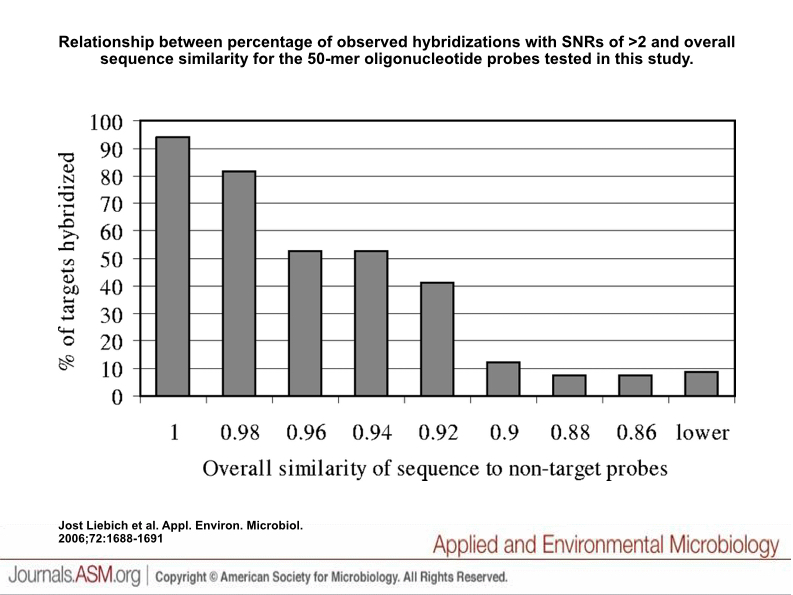 Relationship between percentage of observed hybridizations with SNRs of >2 and overall
sequence similarity for the 50-mer oligonucleotide probes tested in this study.
% of targets hybridized
100
90
80
70
60
50
40
30
20
10
0
1 0.98 0.96 0.94 0.92 0.9 0.88 0.86 lower
Overall similarity of sequence to non-target probes
Jost Liebich et al. Appl. Environ. Microbiol.
2006;72:1688-1691
Applied and Environmental Microbiology
Journals.ASM.org | Copyright © American Society for Microbiology. All Rights Reserved.